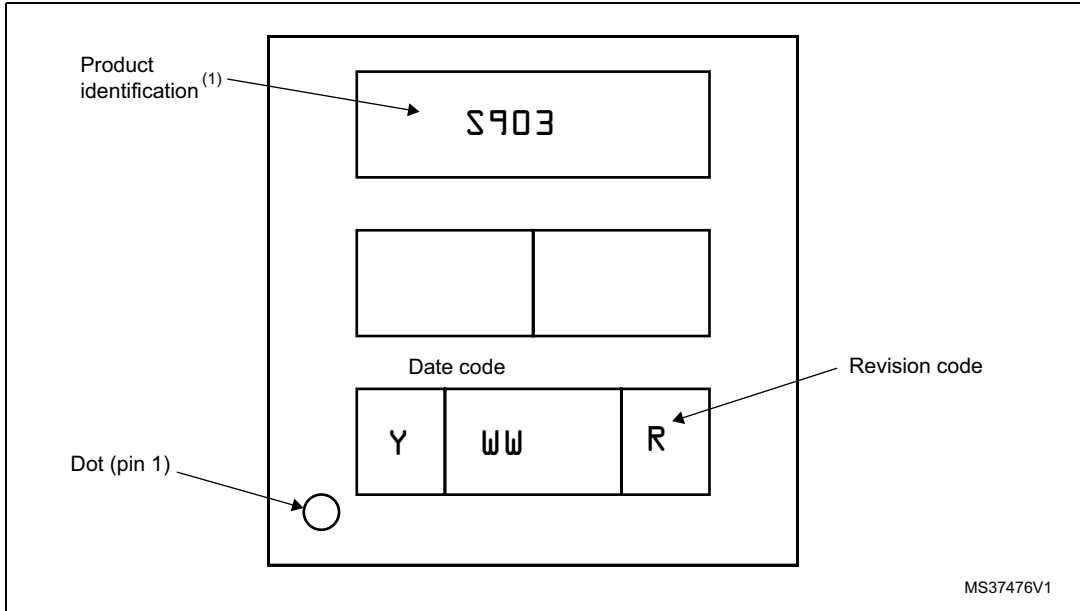 Product
identification (1)
S903
Date code
Revision code
Y WW R
Dot (pin 1)
MS37476V1